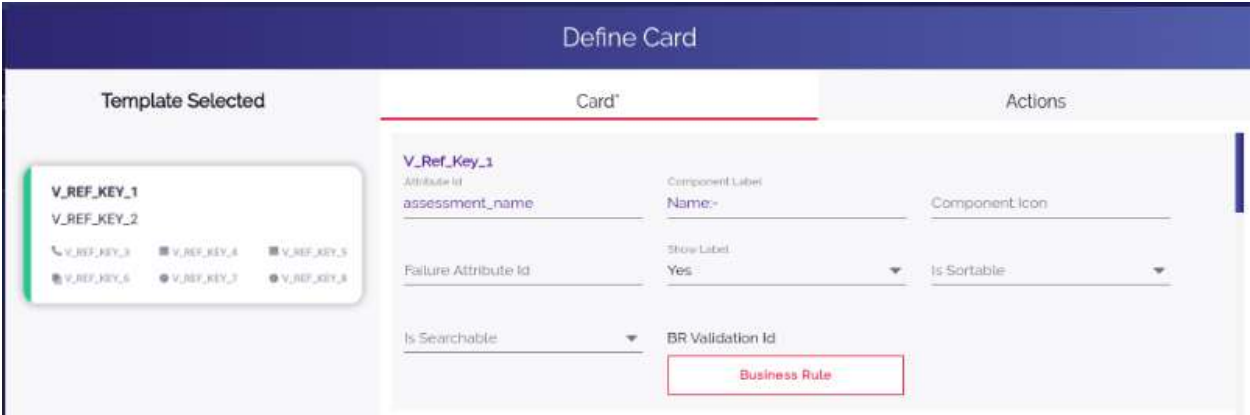 Define Card
Template Selected
Card*
Actions
V_REF_KEY_1
V_REF_KEY_2
V_REF_KEY_3 V_REF_KEY_4 V_REF_KEY_5
V_REF_KEY_6 V_REF_KEY_7 V_REF_KEY_8
V_Ref_Key_1
Attribute Id
assessment_name
Component Label
Name:-
Component Icon
Failure Attribute Id
Show Label
Yes
Is Sortable
Is Searchable
BR Validation Id
Business Rule